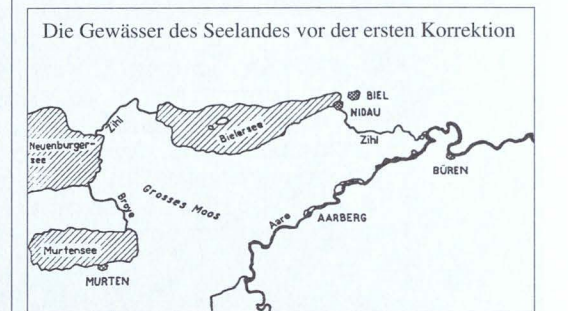 Die Gewässer des Seelandes vor der ersten Korrektion
BIEL
NIDAU
Zihl
Bielersee
Zihl
Neuenburger-
see
BÜREN
Grosses Moos
Broye
Aare
AARBERG
Murtensee
MURTEN